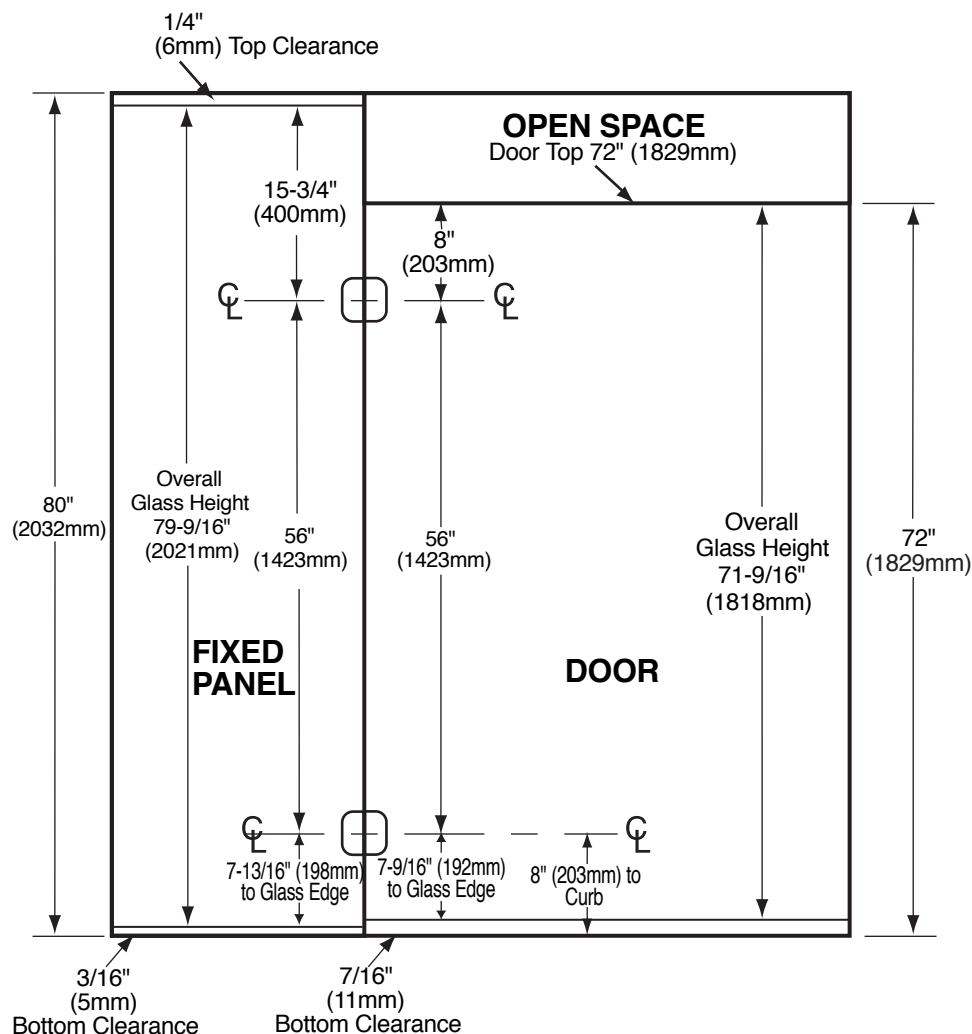 1/4"
(6mm) Top Clearance
OPEN SPACE
Door Top 72" (1829mm)
15-3/4"
(400mm)
8"
(203mm)
℄
℄
80"
(2032mm)
Overall
Glass Height
79-9/16"
(2021mm)
56"
(1423mm)
56"
(1423mm)
Overall
Glass Height
71-9/16"
(1818mm)
72"
(1829mm)
FIXED
PANEL
DOOR
℄
℄
7-13/16" (198mm)
to Glass Edge
7-9/16" (192mm)
to Glass Edge
8" (203mm) to
Curb
3/16"
(5mm)
Bottom Clearance
7/16"
(11mm)
Bottom Clearance